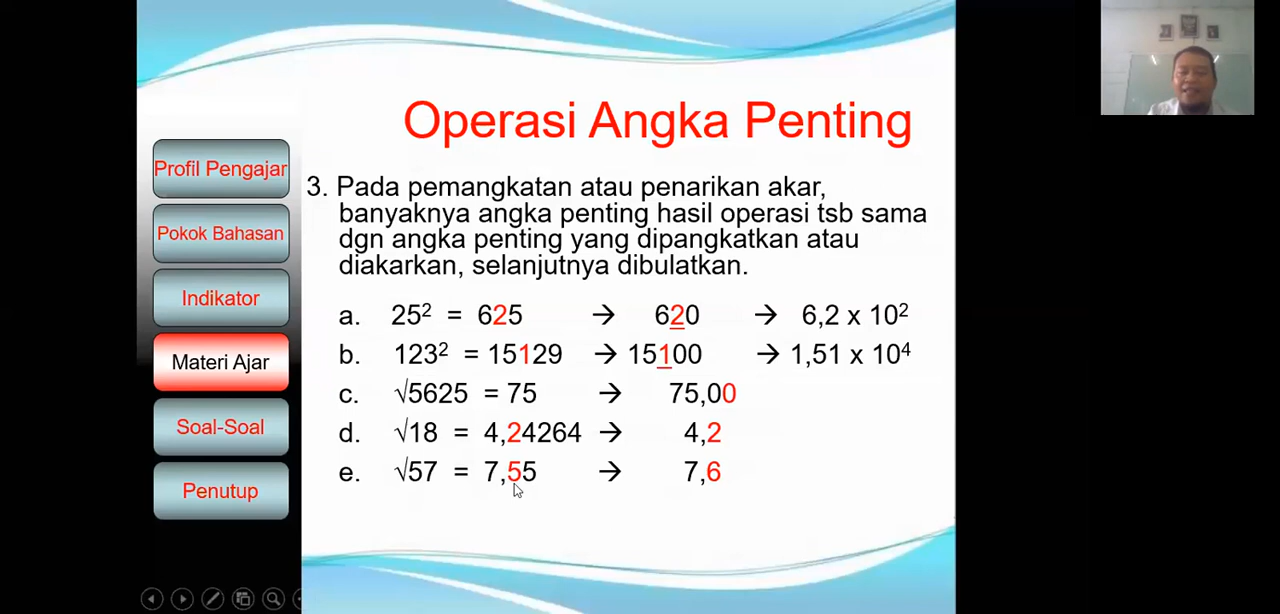 Operasi Angka Penting
Profil Pengajar
Pokok Bahasan
Indikator
Materi Ajar
Soal-Soal
Penutup
3. Pada pemangkatan atau penarikan akar,
banyaknya angka penting hasil operasi tsb sama
dgn angka penting yang dipangkatkan atau
diakarkan, selanjutnya dibulatkan.
a. 25² = 625 → 620 → 6,2 x 10²
b. 123² = 15129 → 15100 → 1,51 x 10⁴
c. √5625 = 75 → 75,00
d. √18 = 4,24264 → 4,2
e. √57 = 7,55 → 7,6